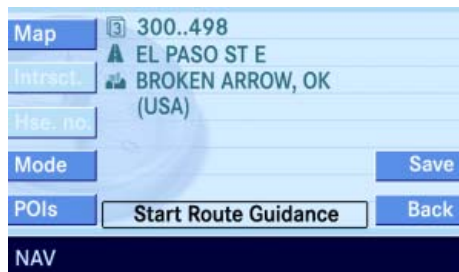 Map
3 300..498
EL PASO ST E
Intrsct.
BROKEN ARROW, OK
(USA)
Hse. no.
Mode
Save
POIs
Start Route Guidance
Back
NAV